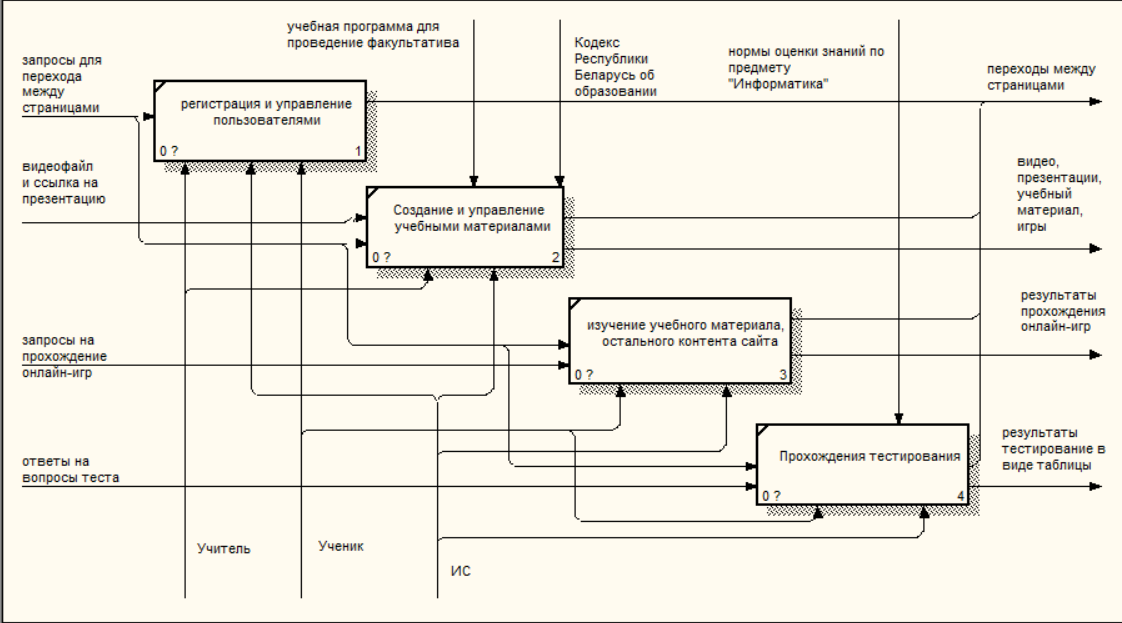 учебная программа для
проведение факультатива
запросы для
перехода
между
страницами
Кодекс
Республики
Беларусь об
образовании
нормы оценки знаний по
предмету
"Информатика"
переходы между
страницами
регистрация и управление
пользователями
0 ?
1
видеофайл
и ссылка на
презентацию
видео,
презентации,
учебный
материал,
игры
Создание и управление
учебными материалами
0 ?
2
результаты
прохождения
онлайн-игр
запросы на
прохождение
онлайн-игр
изучение учебного материала,
остального контента сайта
0 ?
3
результаты
тестирование в
виде таблицы
ответы на
вопросы теста
Прохождения тестирования
0 ?
4
Учитель
Ученик
ИС